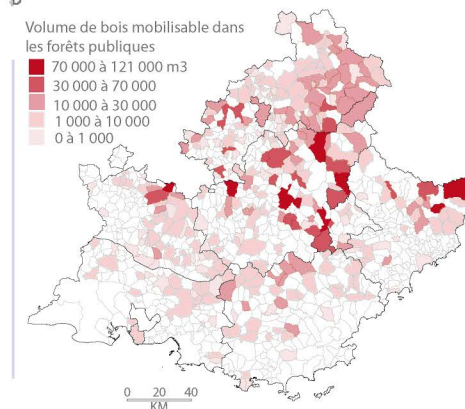 Volume de bois mobilisable dans
les forêts publiques
70 000 à 121 000 m3
30 000 à 70 000
10 000 à 30 000
1 000 à 10 000
0 à 1 000
0 20 40
KM